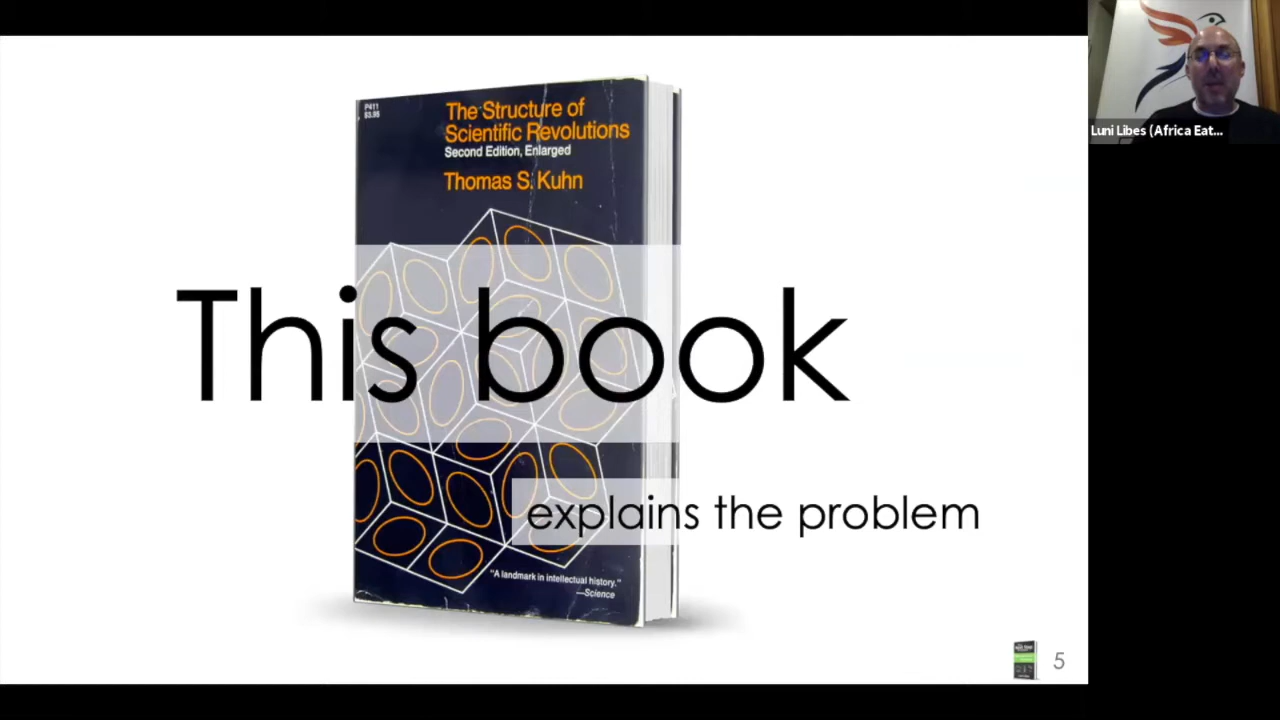 P411
$3.95
The Structure of
Scientific Revolutions
Second Edition, Enlarged
Thomas S. Kuhn
This book
explains the problem
"A landmark in intellectual history."
—Science
5
Luni Libes (Africa Eat...